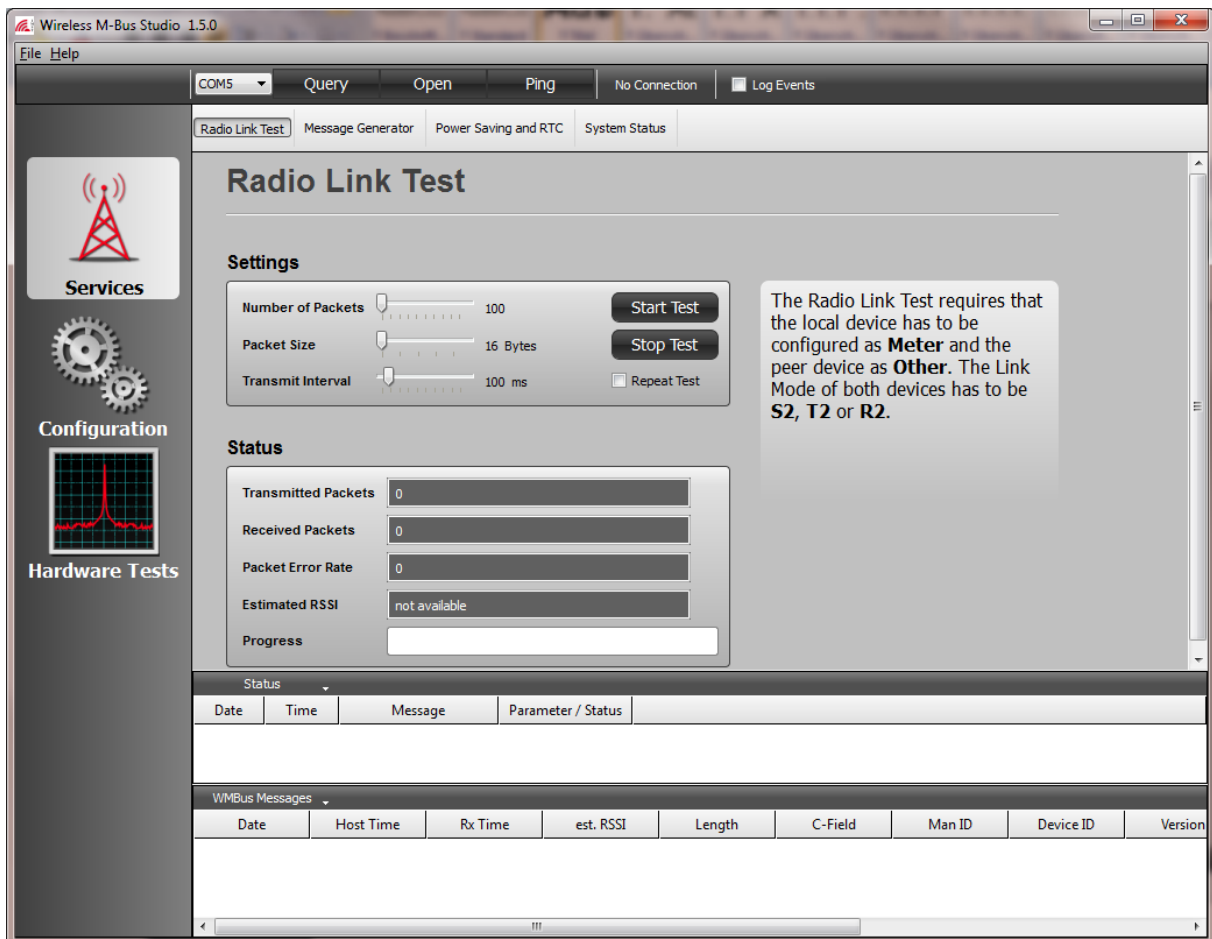 Wireless M-Bus Studio 1.5.0
File Help
COM5 Query Open Ping No Connection Log Events
Radio Link Test Message Generator Power Saving and RTC System Status
Services
Configuration
Hardware Tests
Radio Link Test
Settings
Number of Packets 100 Start Test
Packet Size 16 Bytes Stop Test
Transmit Interval 100 ms Repeat Test
The Radio Link Test requires that
the local device has to be
configured as Meter and the
peer device as Other. The Link
Mode of both devices has to be
S2, T2 or R2.
Status
Transmitted Packets 0
Received Packets 0
Packet Error Rate 0
Estimated RSSI not available
Progress
Status
Date Time Message Parameter / Status
WMBus Messages
Date Host Time Rx Time est. RSSI Length C-Field Man ID Device ID Version